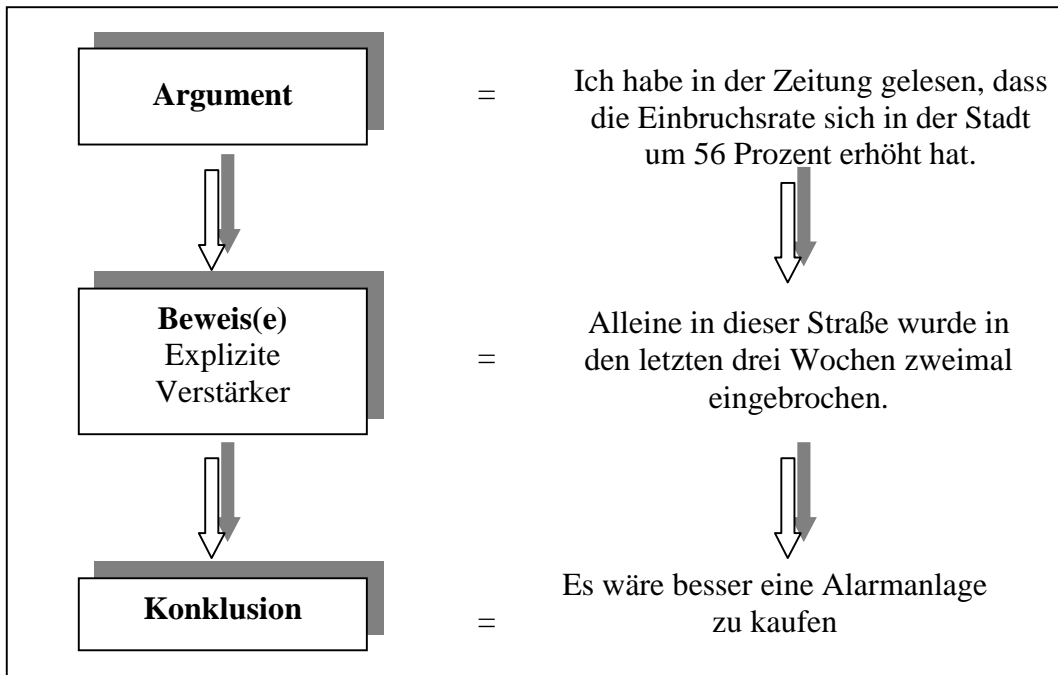 Argument
=
Ich habe in der Zeitung gelesen, dass
die Einbruchsrate sich in der Stadt
um 56 Prozent erhöht hat.
Beweis(e)
Explizite
Verstärker
=
Alleine in dieser Straße wurde in
den letzten drei Wochen zweimal
eingebrochen.
Konklusion
=
Es wäre besser eine Alarmanlage
zu kaufen